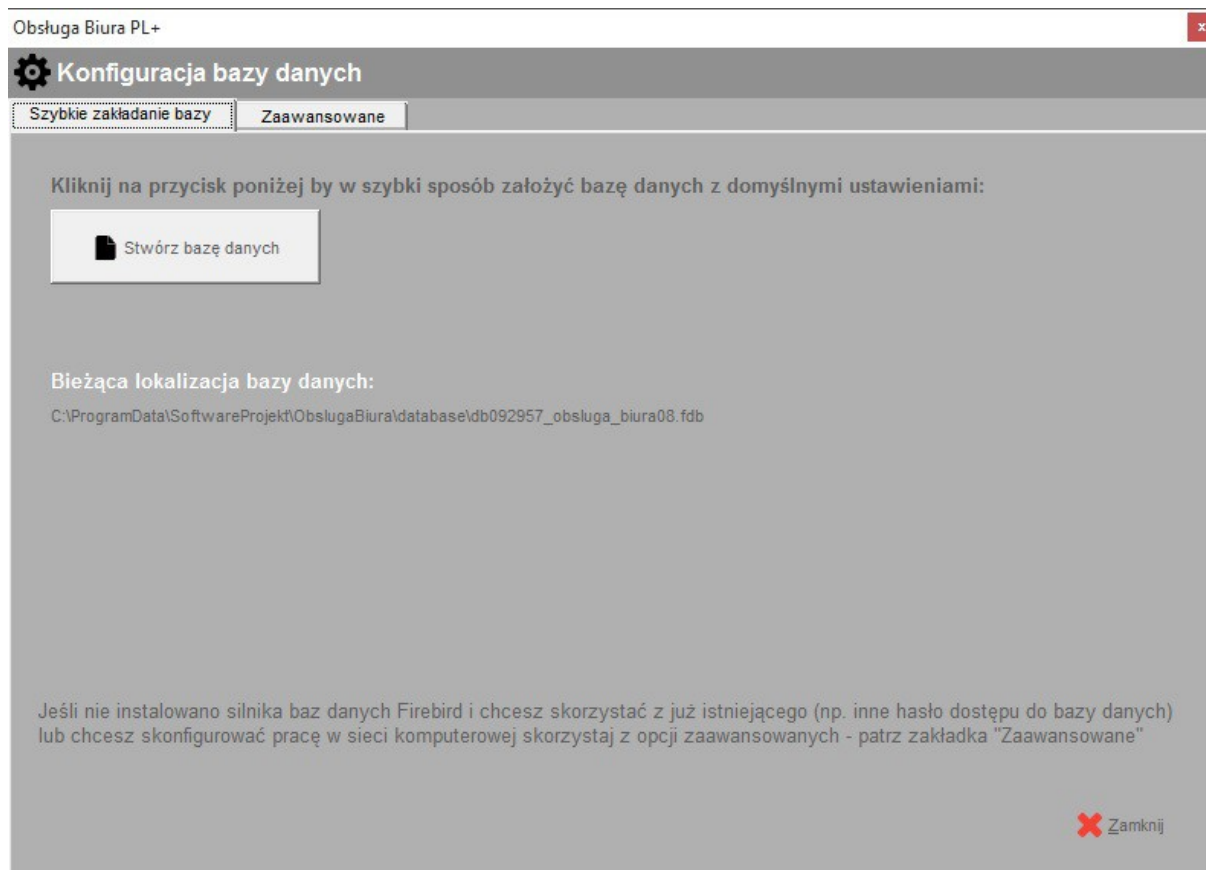 Obsługa Biura PL+
x
Konfiguracja bazy danych
Szybkie zakładanie bazy
Zaawansowane
Kliknij na przycisk poniżej by w szybki sposób założyć bazę danych z domyślnymi ustawieniami:
Stwórz bazę danych
Bieżąca lokalizacja bazy danych:
C:\ProgramData\SoftwareProjekt\ObslugaBiura\database\db092957_obsluga_biura08.fdb
Jeśli nie instalowano silnika baz danych Firebird i chcesz skorzystać z już istniejącego (np. inne hasło dostępu do bazy danych)
lub chcesz skonfigurować pracę w sieci komputerowej skorzystaj z opcji zaawansowanych - patrz zakładka "Zaawansowane"
Zamknij